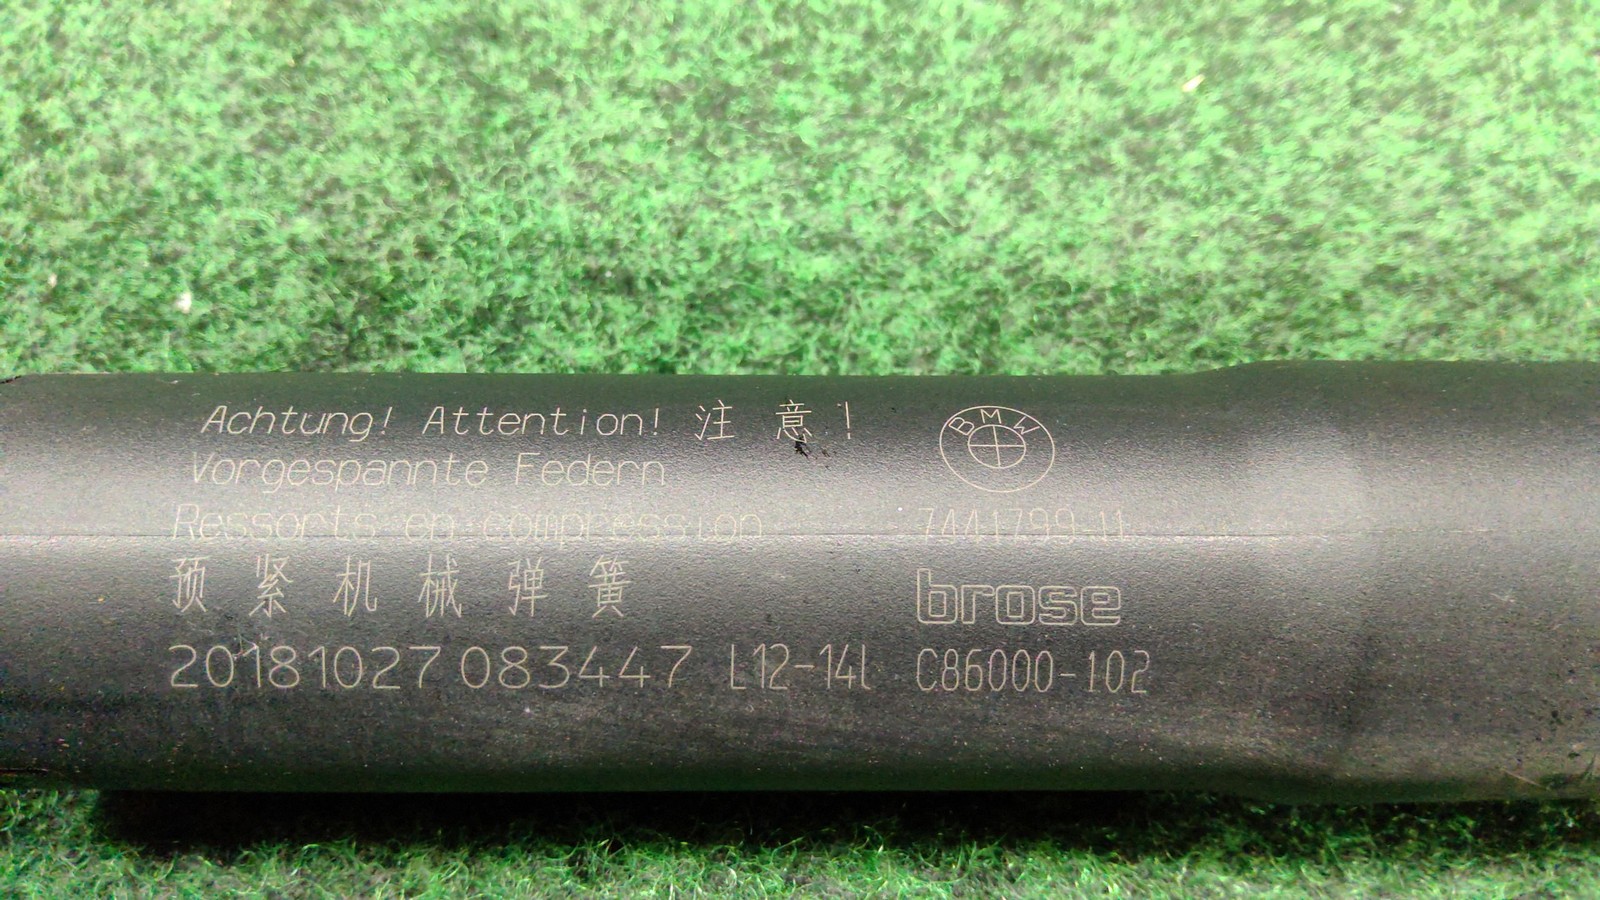 Achtung! Attention! 注意!
BMW
Vorgespannte Federn
Ressorts en compression
7441799-11
预紧机械弹簧
brose
20181027 083447 L12-14l C86000-102